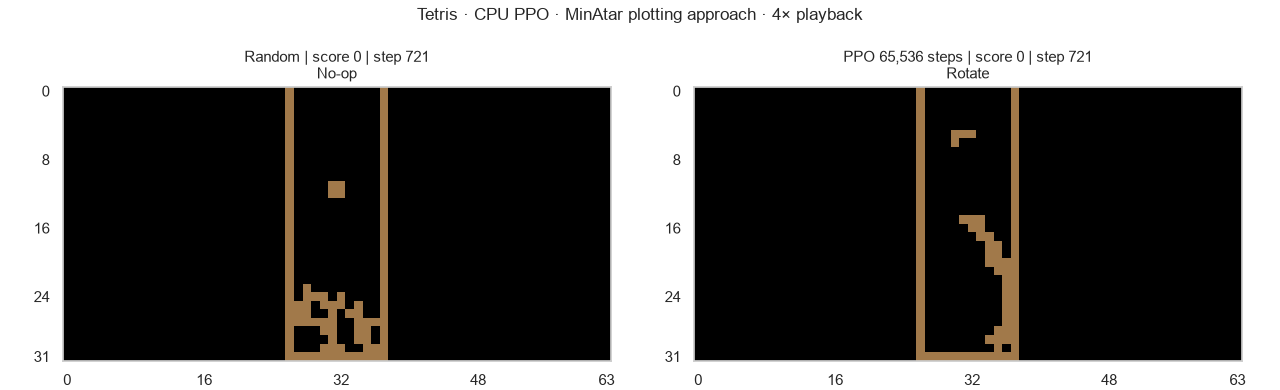 Tetris · CPU PPO · MinAtar plotting approach · 4× playback
Random | score 0 | step 721
No-op
0
8
16
24
31
0 16 32 48 63
PPO 65,536 steps | score 0 | step 721
Rotate
0
8
16
24
31
0 16 32 48 63